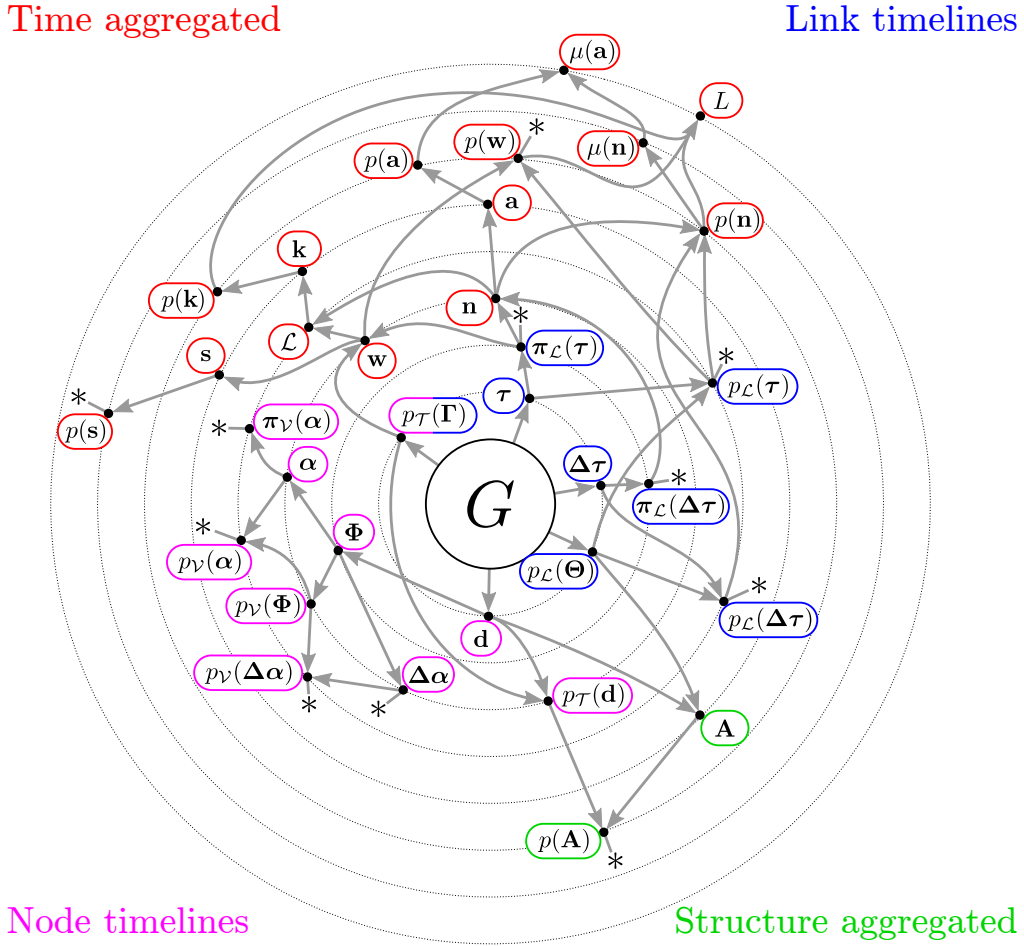 Time aggregated
Link timelines
μ(𝐚)
L
p(𝐰)
*
μ(𝐧)
p(𝐚)
𝐚
p(𝐧)
𝐤
p(𝐤)
𝐧
*
ℒ
𝐰
𝛑_ℒ(𝛕)
𝐬
*
p_ℒ(𝛕)
*
p(𝐬)
𝛕
p_𝒯(𝚪)
*
𝛑_𝒱(𝛂)
𝛂
𝚫𝛕
*
𝛑_ℒ(𝚫𝛕)
G
*
𝚽
p_𝒱(𝛂)
p_ℒ(𝚯)
*
p_𝒱(𝚽)
p_ℒ(𝚫𝛕)
𝐝
p_𝒱(𝚫𝛂)
𝚫𝛂
*
*
p_𝒯(𝐝)
𝐀
p(𝐀)
*
Node timelines
Structure aggregated